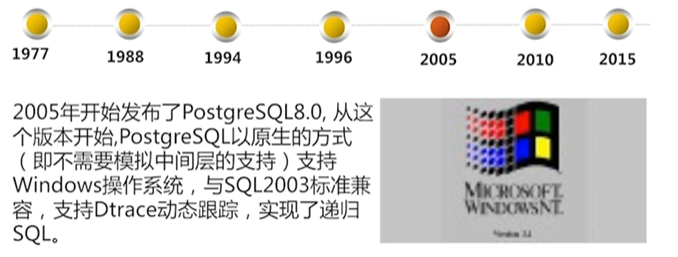 1977 1988 1994 1996 2005 2010 2015
2005年开始发布了PostgreSQL8.0, 从这
个版本开始,PostgreSQL以原生的方式
（即不需要模拟中间层的支持）支持
Windows操作系统，与SQL2003标准兼
容，支持Dtrace动态跟踪，实现了递归
SQL。
MICROSOFT.
WINDOWS NT.
Version 3.1